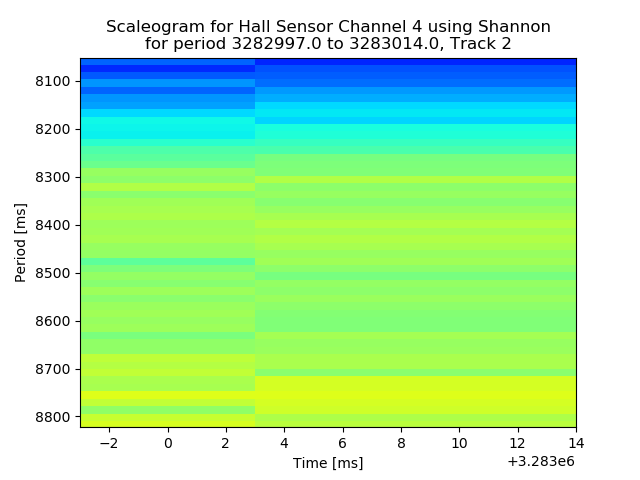 Scaleogram for Hall Sensor Channel 4 using Shannon
for period 3282997.0 to 3283014.0, Track 2
8100
8200
8300
8400
8500
8600
8700
8800
Period [ms]
−2 0 2 4 6 8 10 12 14
Time [ms]
+3.283e6